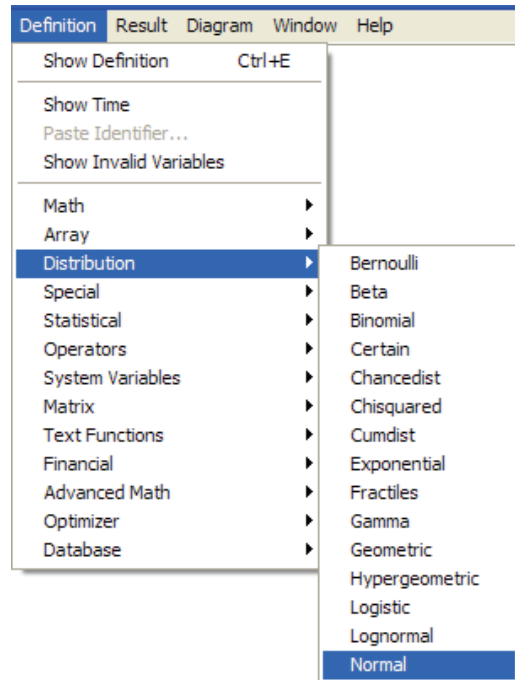 Definition Result Diagram Window Help
Show Definition Ctrl+E
Show Time
Paste Identifier...
Show Invalid Variables
Math
Array
Distribution
Special
Statistical
Operators
System Variables
Matrix
Text Functions
Financial
Advanced Math
Optimizer
Database
Bernoulli
Beta
Binomial
Certain
Chancedist
Chisquared
Cumdist
Exponential
Fractiles
Gamma
Geometric
Hypergeometric
Logistic
Lognormal
Normal